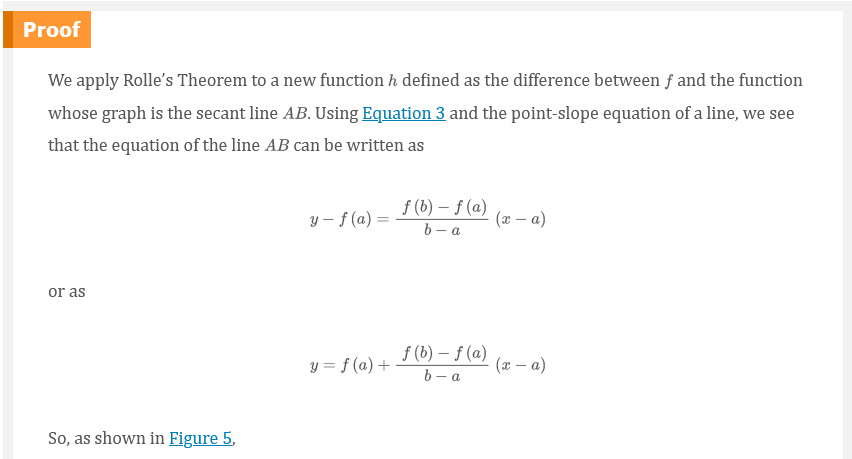 Proof
We apply Rolle’s Theorem to a new function h defined as the difference between f and the function
whose graph is the secant line AB. Using Equation 3 and the point-slope equation of a line, we see
that the equation of the line AB can be written as
y − f (a) = \frac{f (b) − f (a)}{b − a} (x − a)
or as
y = f (a) + \frac{f (b) − f (a)}{b − a} (x − a)
So, as shown in Figure 5,